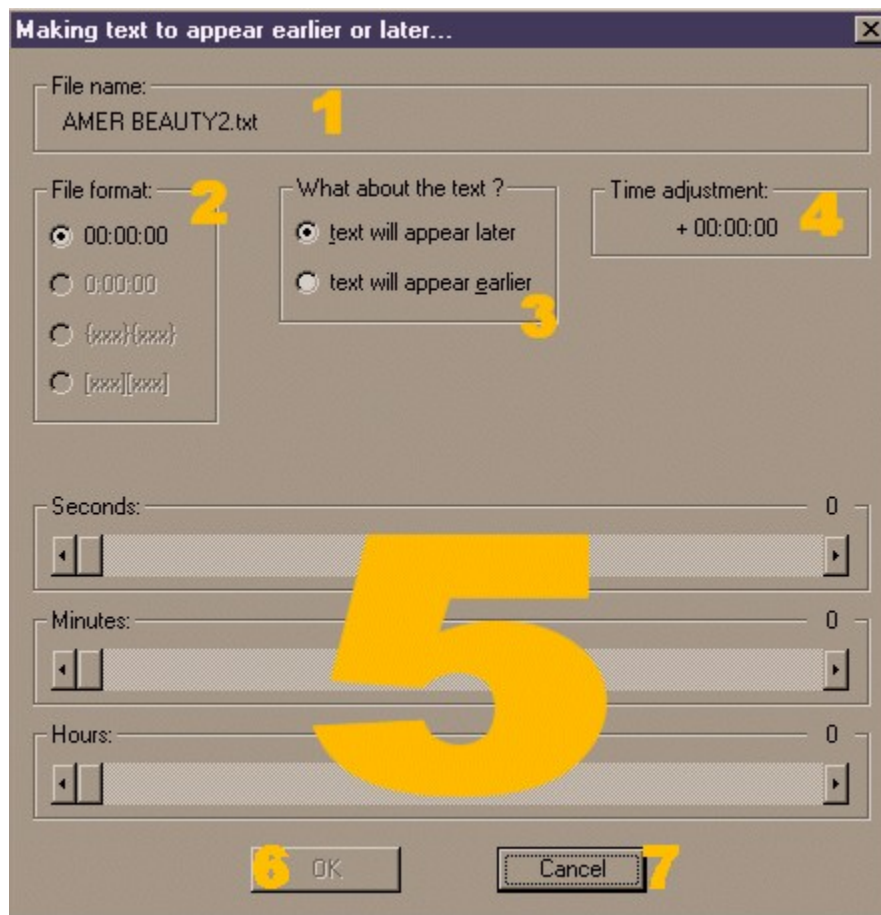 Making text to appear earlier or later...
File name:
AMER BEAUTY2.txt
1
File format:
2
00:00:00
0:00:00
{xxx}{xxx}
[xxx][xxx]
What about the text ?
text will appear later
text will appear earlier
3
Time adjustment:
+ 00:00:00
4
Seconds: 0
Minutes: 0
Hours: 0
5
6 OK
Cancel 7